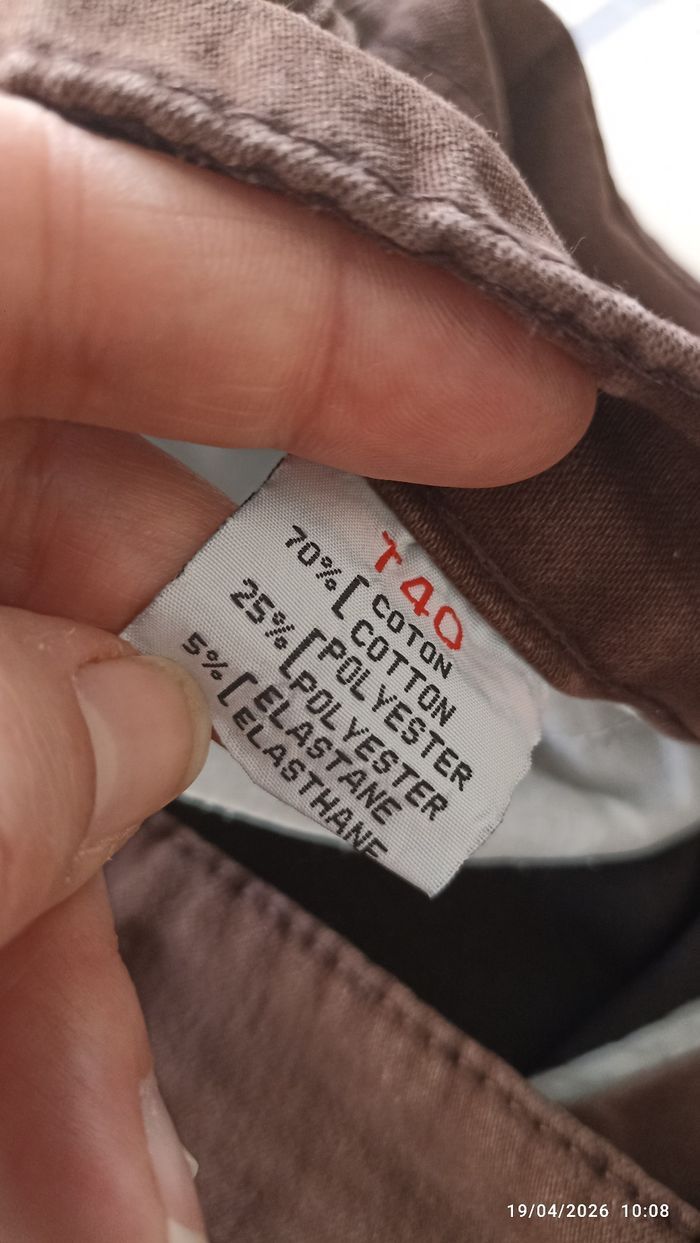 T40
70% [ COTON
COTTON
25% [ POLYESTER
POLYESTER
5% [ ELASTANE
ELASTHANE
19/04/2026 10:08